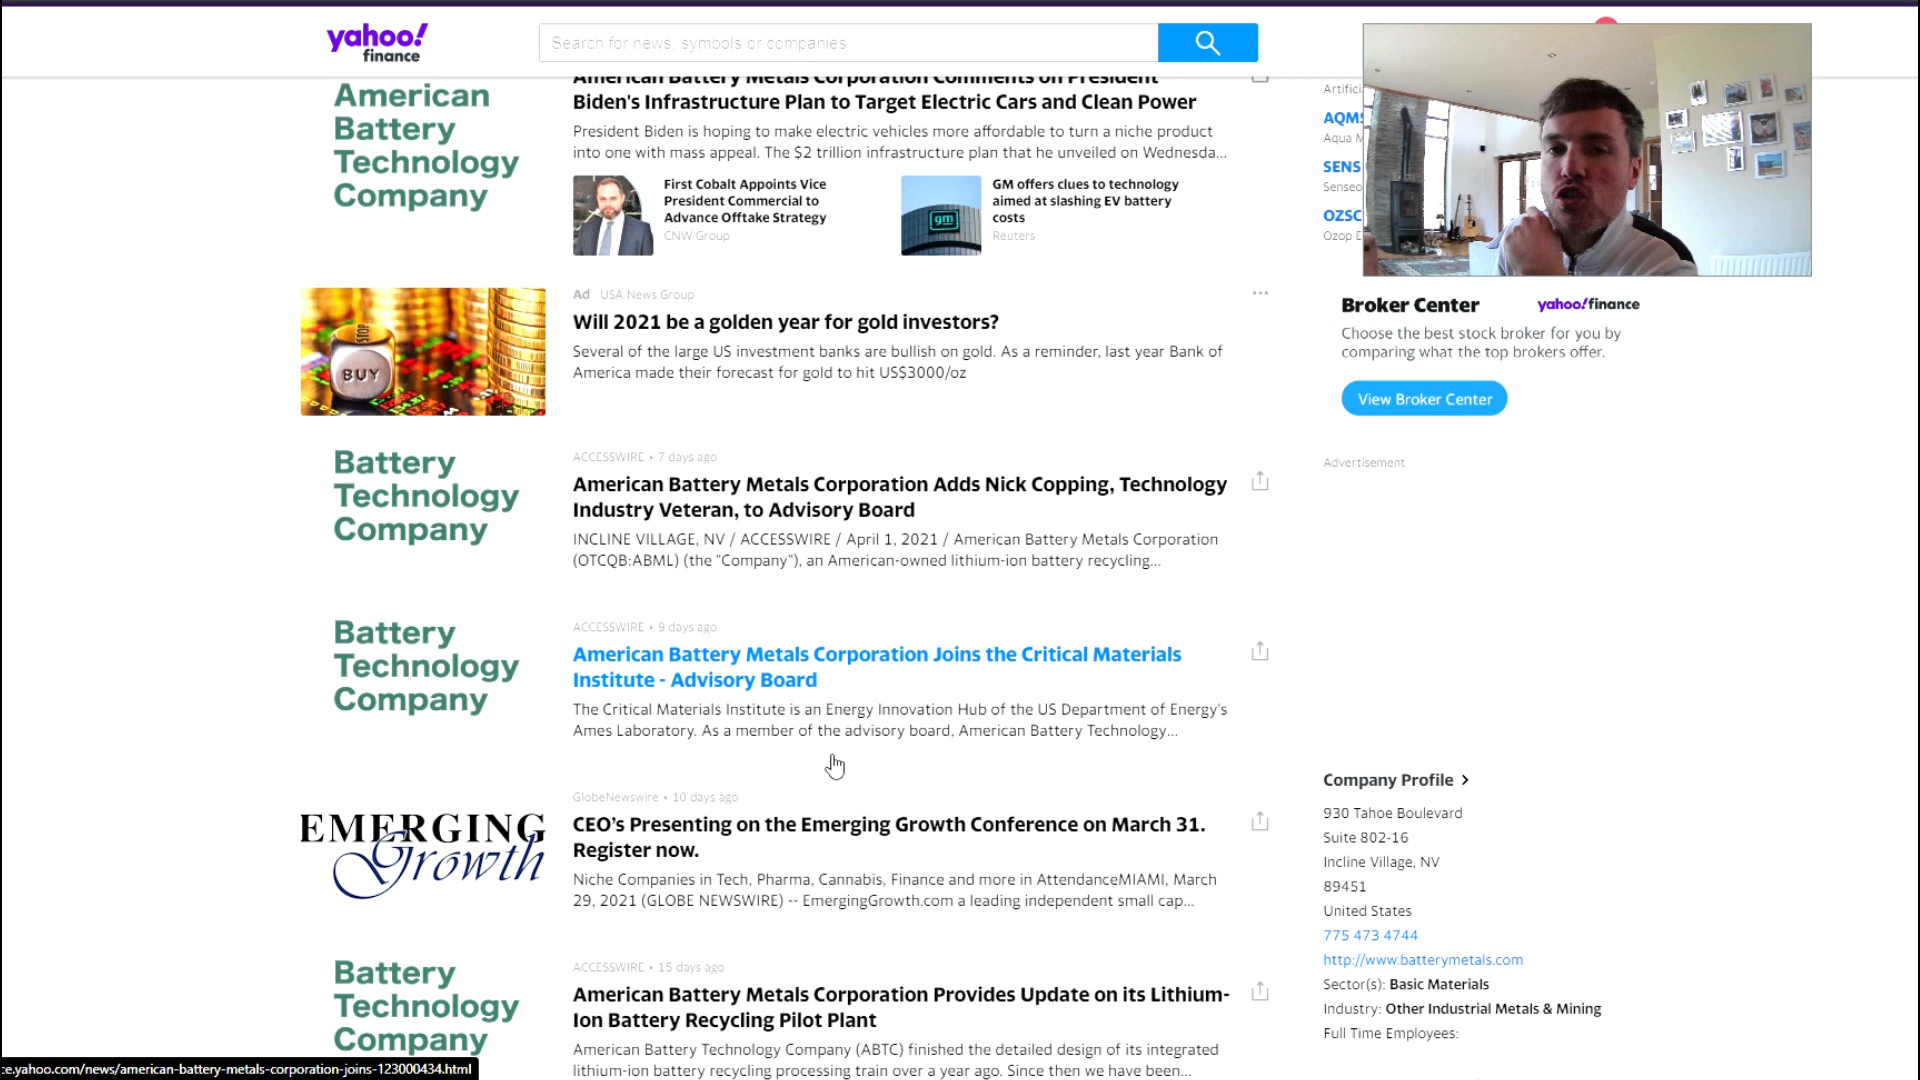 yahoo!
finance
Search for news, symbols or companies
American
Battery
Technology
Company
American Battery Metals Corporation Comments on President
Biden's Infrastructure Plan to Target Electric Cars and Clean Power
President Biden is hoping to make electric vehicles more affordable to turn a niche product
into one with mass appeal. The $2 trillion infrastructure plan that he unveiled on Wednesda...
First Cobalt Appoints Vice
President Commercial to
Advance Offtake Strategy
CNW Group
gm
GM offers clues to technology
aimed at slashing EV battery
costs
Reuters
STOP
BUY
Ad USA News Group
Will 2021 be a golden year for gold investors?
Several of the large US investment banks are bullish on gold. As a reminder, last year Bank of
America made their forecast for gold to hit US$3000/oz
Battery
Technology
Company
ACCESSWIRE • 7 days ago
American Battery Metals Corporation Adds Nick Copping, Technology
Industry Veteran, to Advisory Board
INCLINE VILLAGE, NV / ACCESSWIRE / April 1, 2021 / American Battery Metals Corporation
(OTCQB:ABML) (the "Company"), an American-owned lithium-ion battery recycling...
Battery
Technology
Company
ACCESSWIRE • 9 days ago
American Battery Metals Corporation Joins the Critical Materials
Institute - Advisory Board
The Critical Materials Institute is an Energy Innovation Hub of the US Department of Energy's
Ames Laboratory. As a member of the advisory board, American Battery Technology...
EMERGING
Growth
GlobeNewswire • 10 days ago
CEO’s Presenting on the Emerging Growth Conference on March 31.
Register now.
Niche Companies in Tech, Pharma, Cannabis, Finance and more in AttendanceMIAMI, March
29, 2021 (GLOBE NEWSWIRE) -- EmergingGrowth.com a leading independent small cap...
Battery
Technology
Company
ACCESSWIRE • 15 days ago
American Battery Metals Corporation Provides Update on its Lithium-
Ion Battery Recycling Pilot Plant
American Battery Technology Company (ABTC) finished the detailed design of its integrated
lithium-ion battery recycling processing train over a year ago. Since then we have been...
Artifici
AQMS
Aqua M
SENS
Senseo
OZSC
Ozop E
Broker Center
yahoo!finance
Choose the best stock broker for you by
comparing what the top brokers offer.
View Broker Center
Advertisement
Company Profile
930 Tahoe Boulevard
Suite 802-16
Incline Village, NV
89451
United States
775 473 4744
http://www.batterymetals.com
Sector(s): Basic Materials
Industry: Other Industrial Metals & Mining
Full Time Employees:
ce.yahoo.com/news/american-battery-metals-corporation-joins-123000434.html